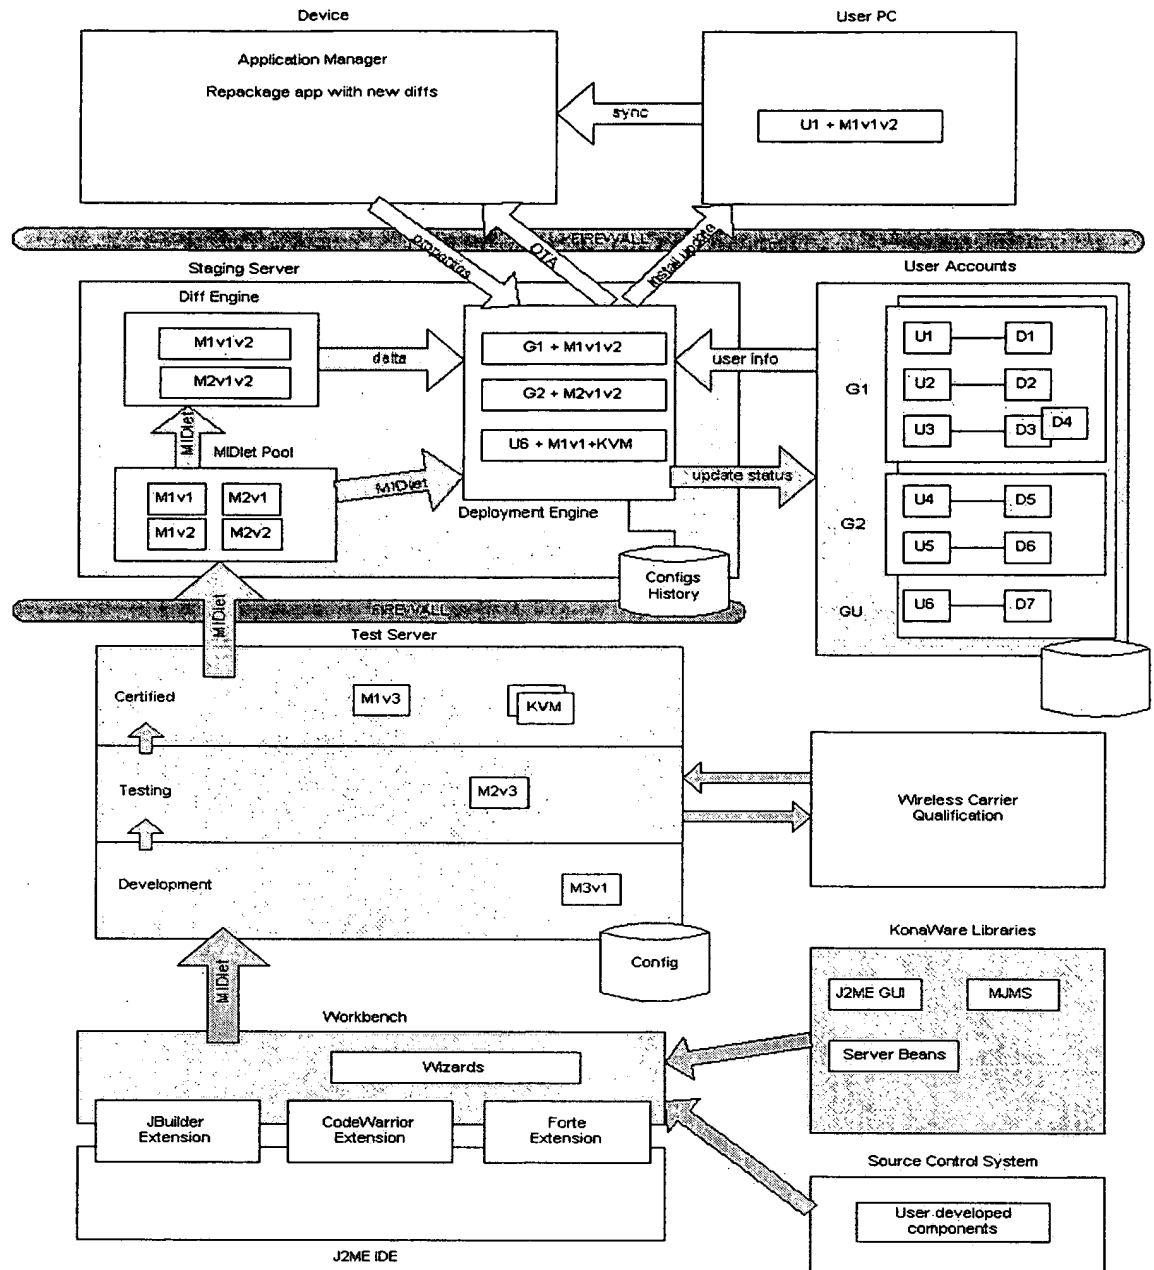 Device
User PC
Application Manager
Repackage app wiith new diffs
sync
U1 + M1v1v2
FIREWALL
properties
OTA
Install update
Staging Server
User Accounts
Diff Engine
M1v1v2
M2v1v2
delta
G1 + M1v1v2
G2 + M2v1v2
U6 + M1v1+KVM
user info
G1
U1
D1
U2
D2
U3
D3
D4
MIDlet
MIDlet Pool
M1v1
M2v1
M1v2
M2v2
MIDlet
Deployment Engine
update status
G2
U4
D5
U5
D6
GU
U6
D7
Configs
History
FIREWALL
MIDlet
Test Server
Certified
M1v3
KVM
Testing
M2v3
Wireless Carrier
Qualification
Development
M3v1
Config
KonaWare Libraries
J2ME GUI
MJMS
Server Beans
MIDlet
Workbench
Wizards
JBuilder
Extension
CodeWarrior
Extension
Forte
Extension
Source Control System
User developed
components
J2ME IDE